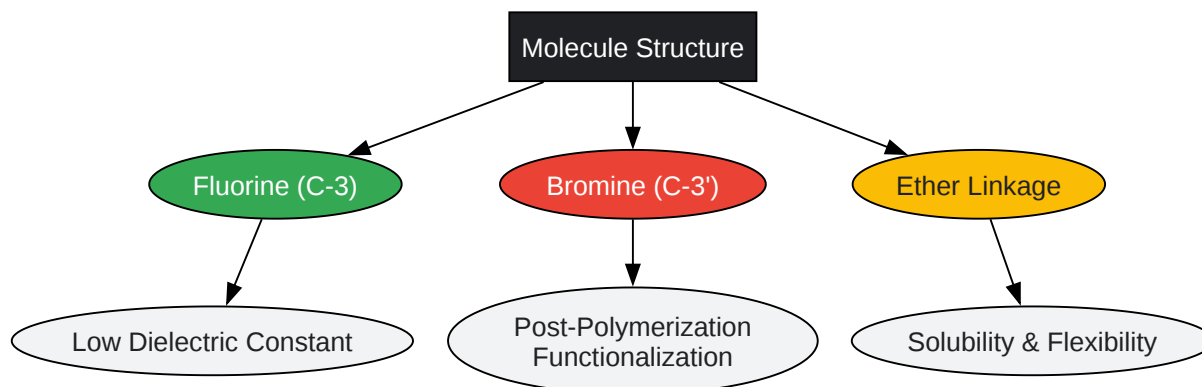 Molecule Structure
Fluorine (C-3)
Bromine (C-3')
Ether Linkage
Low Dielectric Constant
Post-Polymerization
Functionalization
Solubility & Flexibility